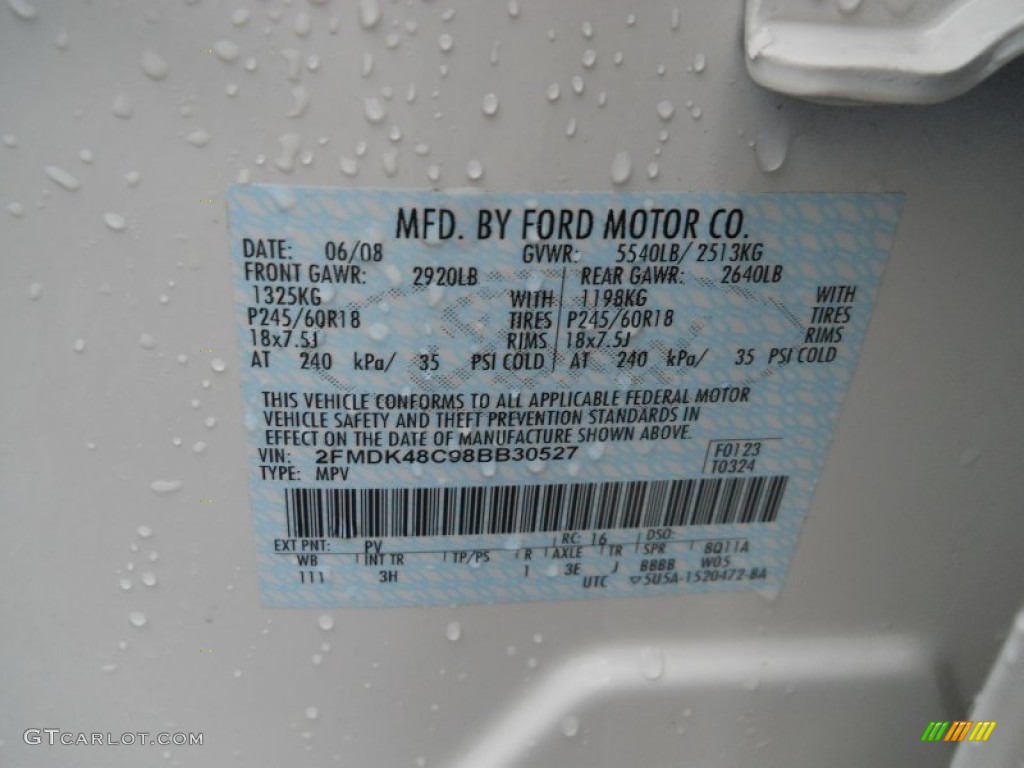 MFD. BY FORD MOTOR CO.
DATE: 06/08 GVWR: 5540LB/ 2513KG
FRONT GAWR: 2920LB REAR GAWR: 2640LB
1325KG WITH 1198KG WITH
P245/60R18 TIRES P245/60R18 TIRES
18x7.5J RIMS 18x7.5J RIMS
AT 240 kPa/ 35 PSI COLD AT 240 kPa/ 35 PSI COLD
THIS VEHICLE CONFORMS TO ALL APPLICABLE FEDERAL MOTOR
VEHICLE SAFETY AND THEFT PREVENTION STANDARDS IN
EFFECT ON THE DATE OF MANUFACTURE SHOWN ABOVE.
VIN: 2FMDK48C98BB30527 F0123
TYPE: MPV T0324
EXT PNT: PV RC: 16 DSO:
WB INT TR TP/PS R AXLE TR SPR 8Q11A
111 3H I 3E J BBBB W05
UTC 5U5A-1520472-BA
GTCARLOT.COM